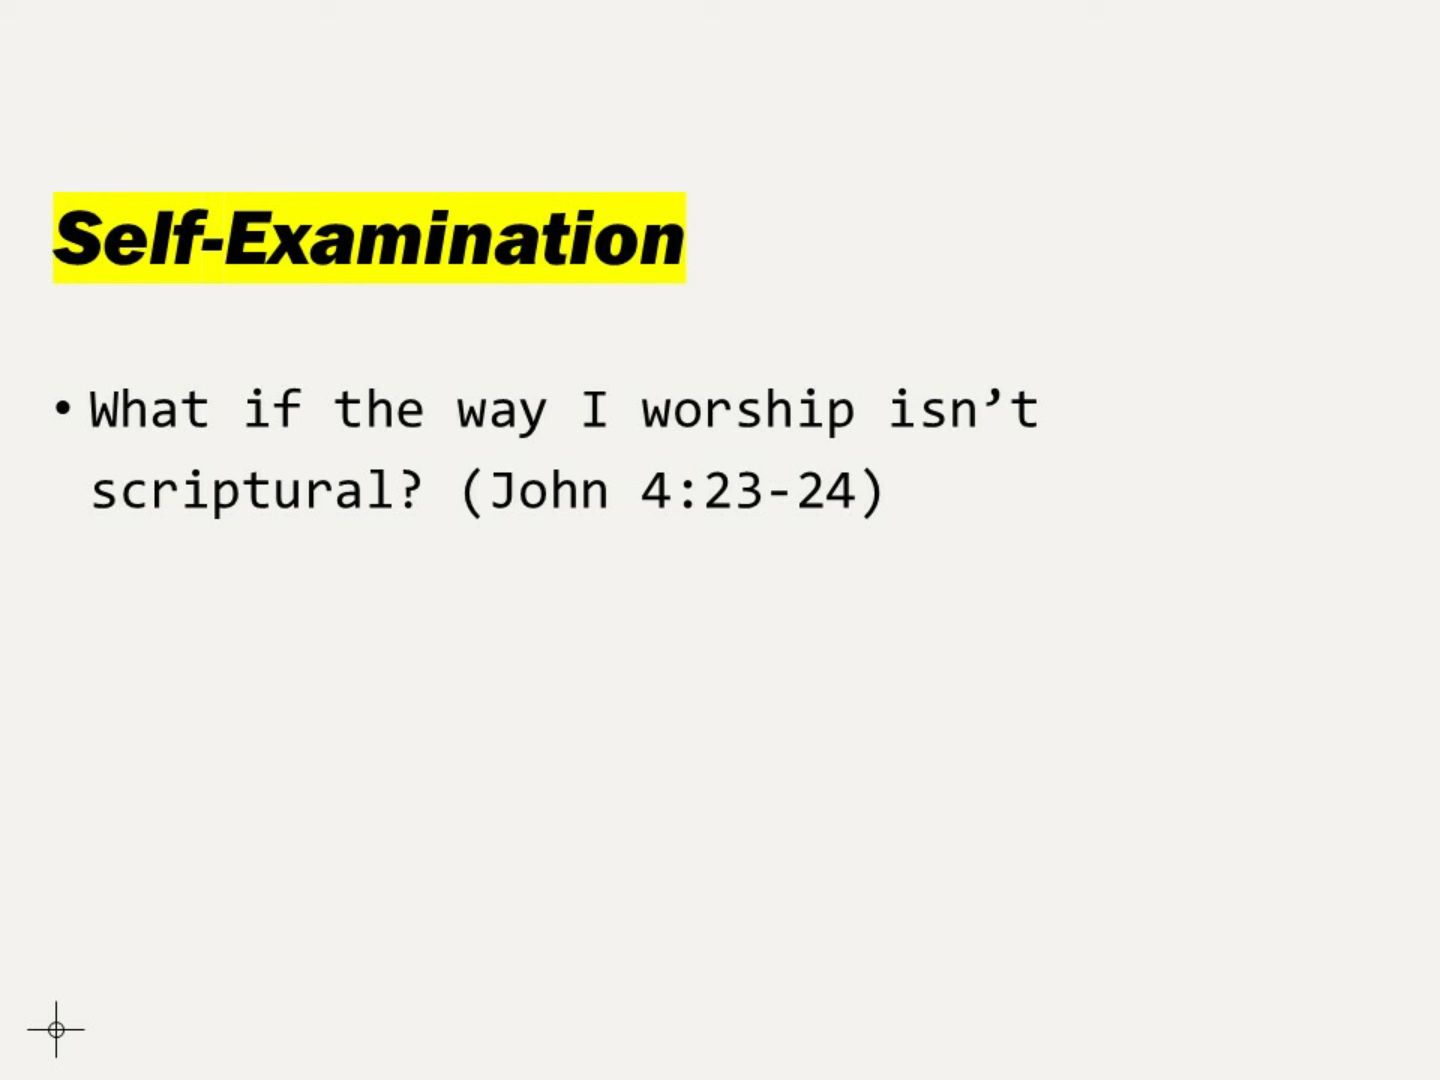 Self-Examination
• What if the way I worship isn’t
scriptural? (John 4:23-24)